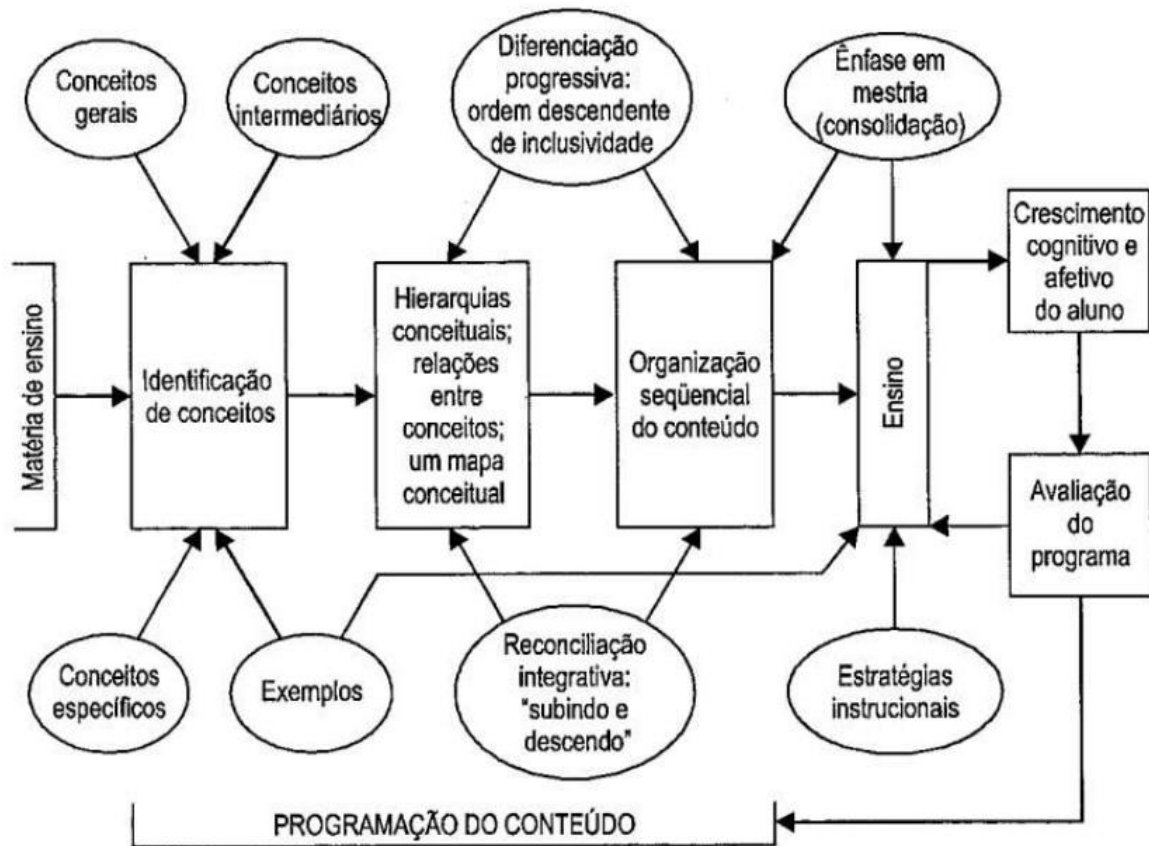 Conceitos
gerais
Conceitos
intermediários
Diferenciação
progressiva:
ordem descendente
de inclusividade
Ênfase em
mestria
(consolidação)
Matéria de ensino
Identificação
de conceitos
Hierarquias
conceituais;
relações
entre
conceitos;
um mapa
conceitual
Organização
seqüencial
do conteúdo
Ensino
Crescimento
cognitivo e
afetivo
do aluno
Avaliação
do
programa
Conceitos
específicos
Exemplos
Reconciliação
integrativa:
"subindo e
descendo"
Estratégias
instrucionais
PROGRAMAÇÃO DO CONTEÚDO